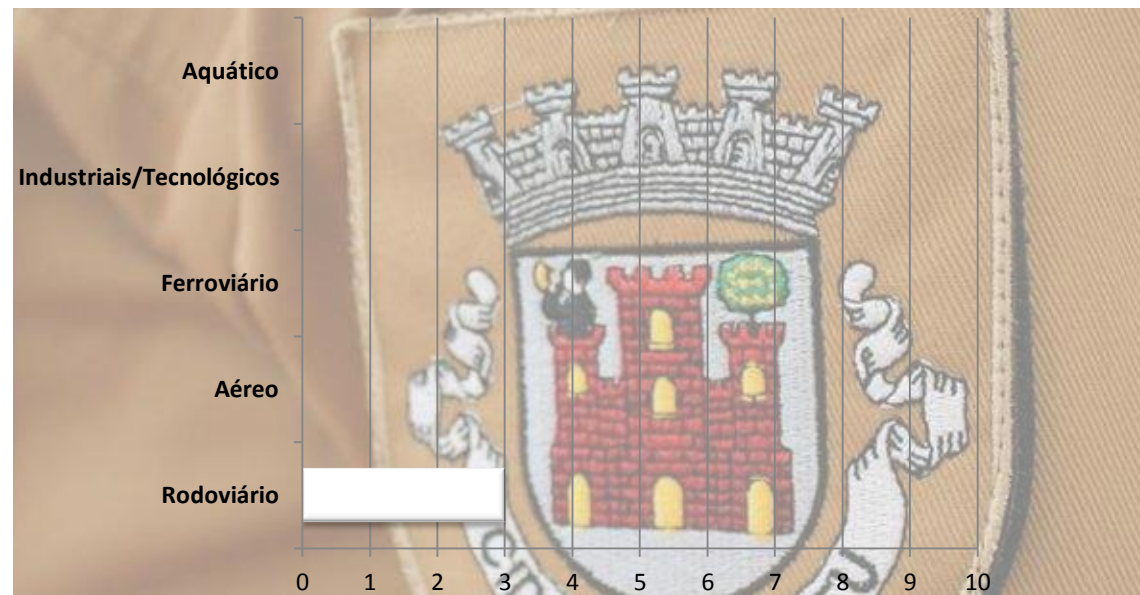 Aquático
Industriais/Tecnológicos
Ferroviário
Aéreo
Rodoviário
0 1 2 3 4 5 6 7 8 9 10